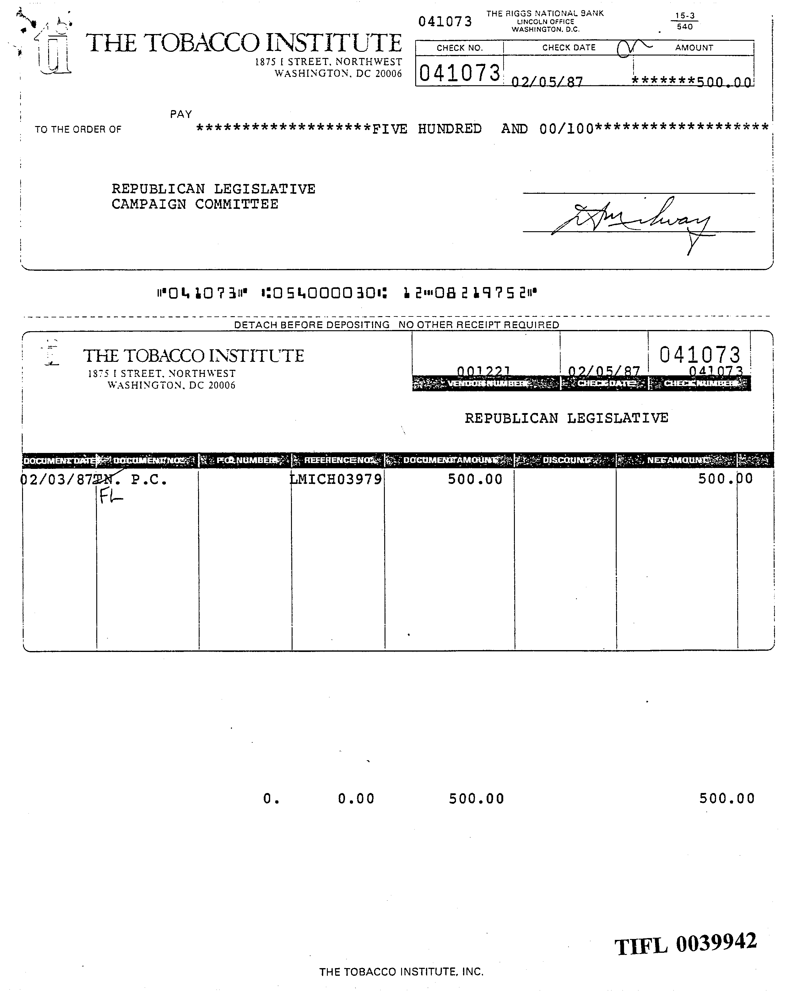 041073 THE RIGGS NATIONAL BANK 15-3
LINCOLN OFFICE 540
WASHINGTON, D.C.
THE TOBACCO INSTITUTE
1875 I STREET, NORTHWEST
WASHINGTON, DC 20006
CHECK NO. CHECK DATE AMOUNT
041073 02/05/87 *******500.00
PAY
TO THE ORDER OF *******************FIVE HUNDRED AND 00/100*******************
REPUBLICAN LEGISLATIVE
CAMPAIGN COMMITTEE
⑈041073⑈ ⑆054000030⑆ 12⑉08219752⑈
DETACH BEFORE DEPOSITING NO OTHER RECEIPT REQUIRED
THE TOBACCO INSTITUTE
1875 I STREET, NORTHWEST
WASHINGTON, DC 20006
041073
001221 02/05/87 041073
VENDOR NUMBER CHECK DATE CHECK NUMBER
REPUBLICAN LEGISLATIVE
DOCUMENT DATE DOCUMENT NO. P.O. NUMBER REFERENCE NO. DOCUMENT AMOUNT DISCOUNT NET AMOUNT
02/03/87 IN. P.C. LMICH03979 500.00 500.00
FL
0. 0.00 500.00 500.00
TIFL 0039942
THE TOBACCO INSTITUTE, INC.